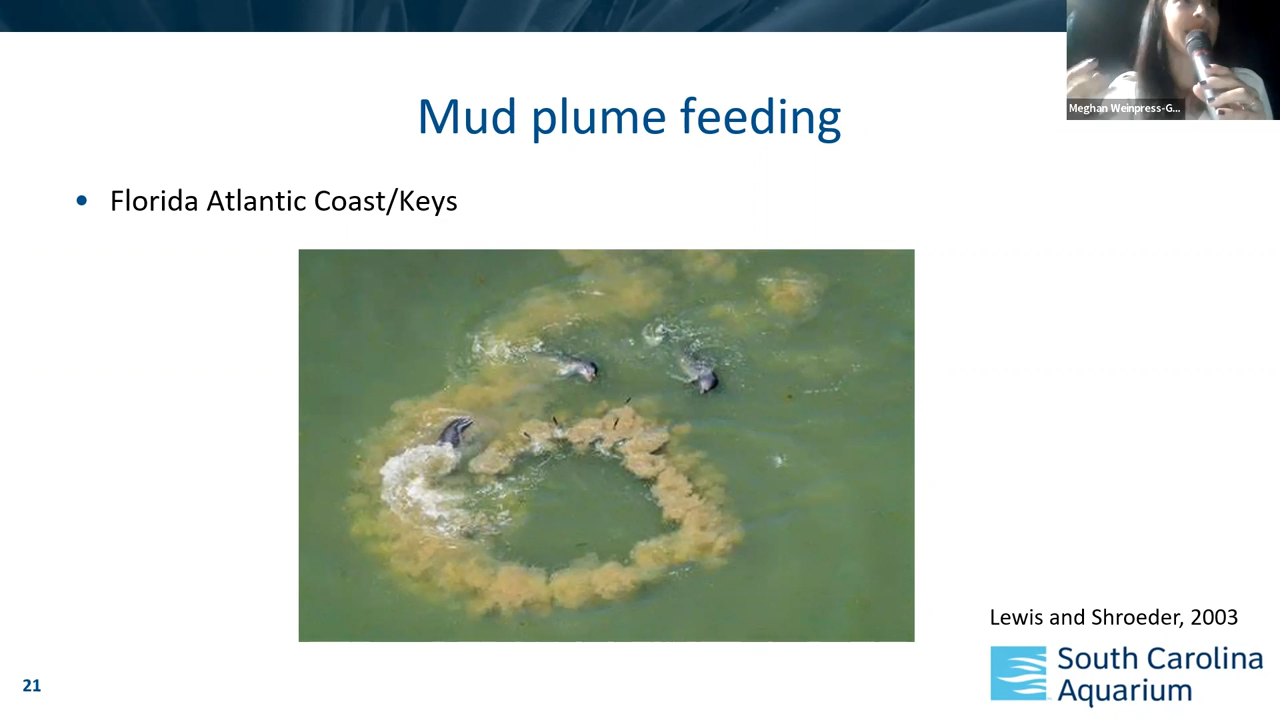 Meghan Weinpress-G...
Mud plume feeding
• Florida Atlantic Coast/Keys
Lewis and Shroeder, 2003
South Carolina
Aquarium
21